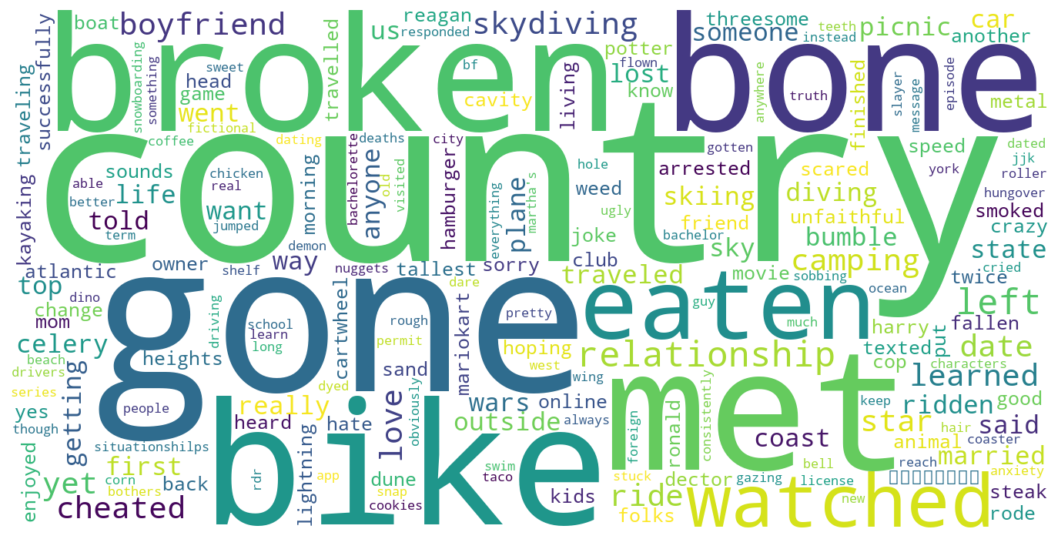 broken
bone
country
gone
eaten
met
bike
watched
boat
boyfriend
us
reagan
responded
skydiving
someone
threesome
picnic
car
another
instead
teeth
successfully
snowboarding
something
sweet
head
game
went
fictional
travelled
bf
cavity
flown
living
potter
lost
know
anywhere
truth
finished
slayer
message
episode
metal
kayaking
traveling
coffee
dating
deaths
city
gotten
speed
york
dated
jjk
roller
able
better
sounds
life
told
term
chicken
real
want
jumped
morning
bachelorette
anyone
old
visited
hamburger
everything
martha's
plane
hole
weed
ugly
joke
arrested
skiing
friend
bachelor
sky
scared
diving
unfaithful
bumble
camping
hungover
smoked
crazy
state
atlantic
owner
way
demon
shelf
nuggets
tallest
sorry
club
dare
traveled
movie
sobbing
twice
cried
ocean
left
top
change
dino
mom
driving
school
learn
long
rough
permit
cartwheel
pretty
mariokart
hoping
west
guy
much
harry
put
fallen
texted
date
celery
heights
sand
wing
relationship
cop
characters
learned
beach
drivers
series
getting
people
really
dyed
obviously
love
wars
online
always
outside
foreign
ronald
consistently
coast
star
keep
hair
ridden
good
said
yes
though
situationshilps
heard
hate
animal
coaster
married
enjoyed
yet
corn
bothers
first
back
cheated
rdr
lightning
app
snap
dune
cookies
swim
taco
kids
stuck
folks
ride
dector
bell
gazing
license
new
reach
anxiety
steak
rode